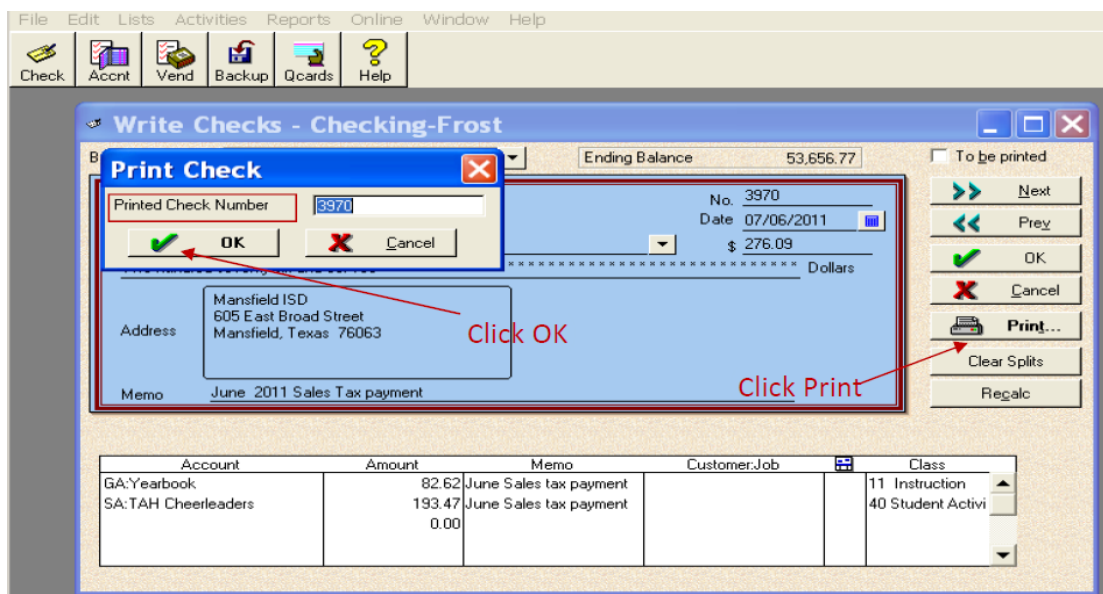 File Edit Lists Activities Reports Online Window Help
Check Accnt Vend Backup Qcards Help
Write Checks - Checking-Frost
B Ending Balance 53,656.77 To be printed
Print Check
Printed Check Number 3970
OK Cancel
No. 3970
Date 07/06/2011
$ 276.09
Dollars
Next
Prev
OK
Cancel
Print...
Clear Splits
Recalc
Address
Mansfield ISD
605 East Broad Street
Mansfield, Texas 76063
Click OK
Click Print
Memo June 2011 Sales Tax payment
Account Amount Memo Customer:Job Class
GA:Yearbook 82.62 June Sales tax payment 11 Instruction
SA:TAH Cheerleaders 193.47 June Sales tax payment 40 Student Activi
0.00